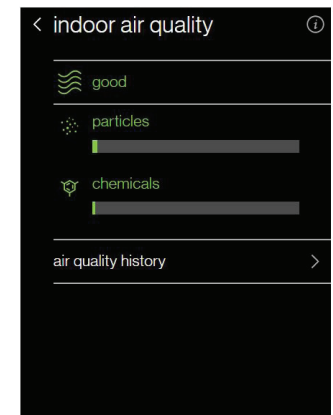 indoor air quality
good
particles
chemicals
air quality history